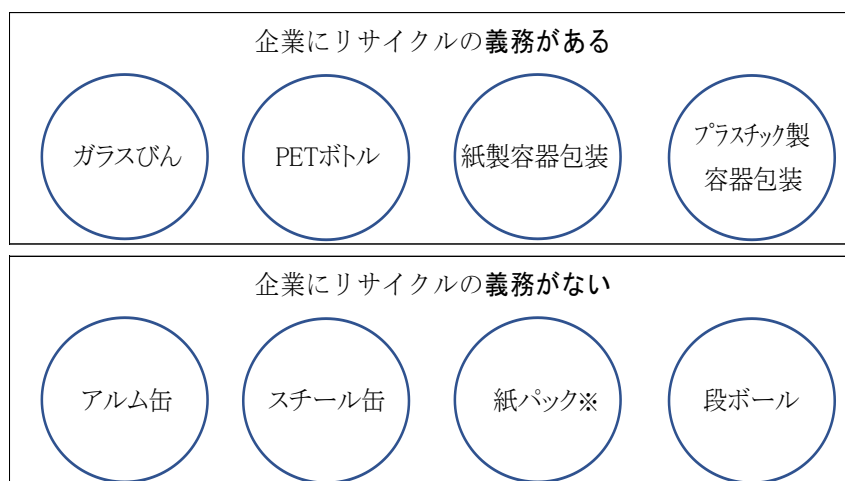 企業にリサイクルの義務がある
ガラスびん
PETボトル
紙製容器包装
プラスチック製
容器包装
企業にリサイクルの義務がない
アルム缶
スチール缶
紙パック※
段ボール